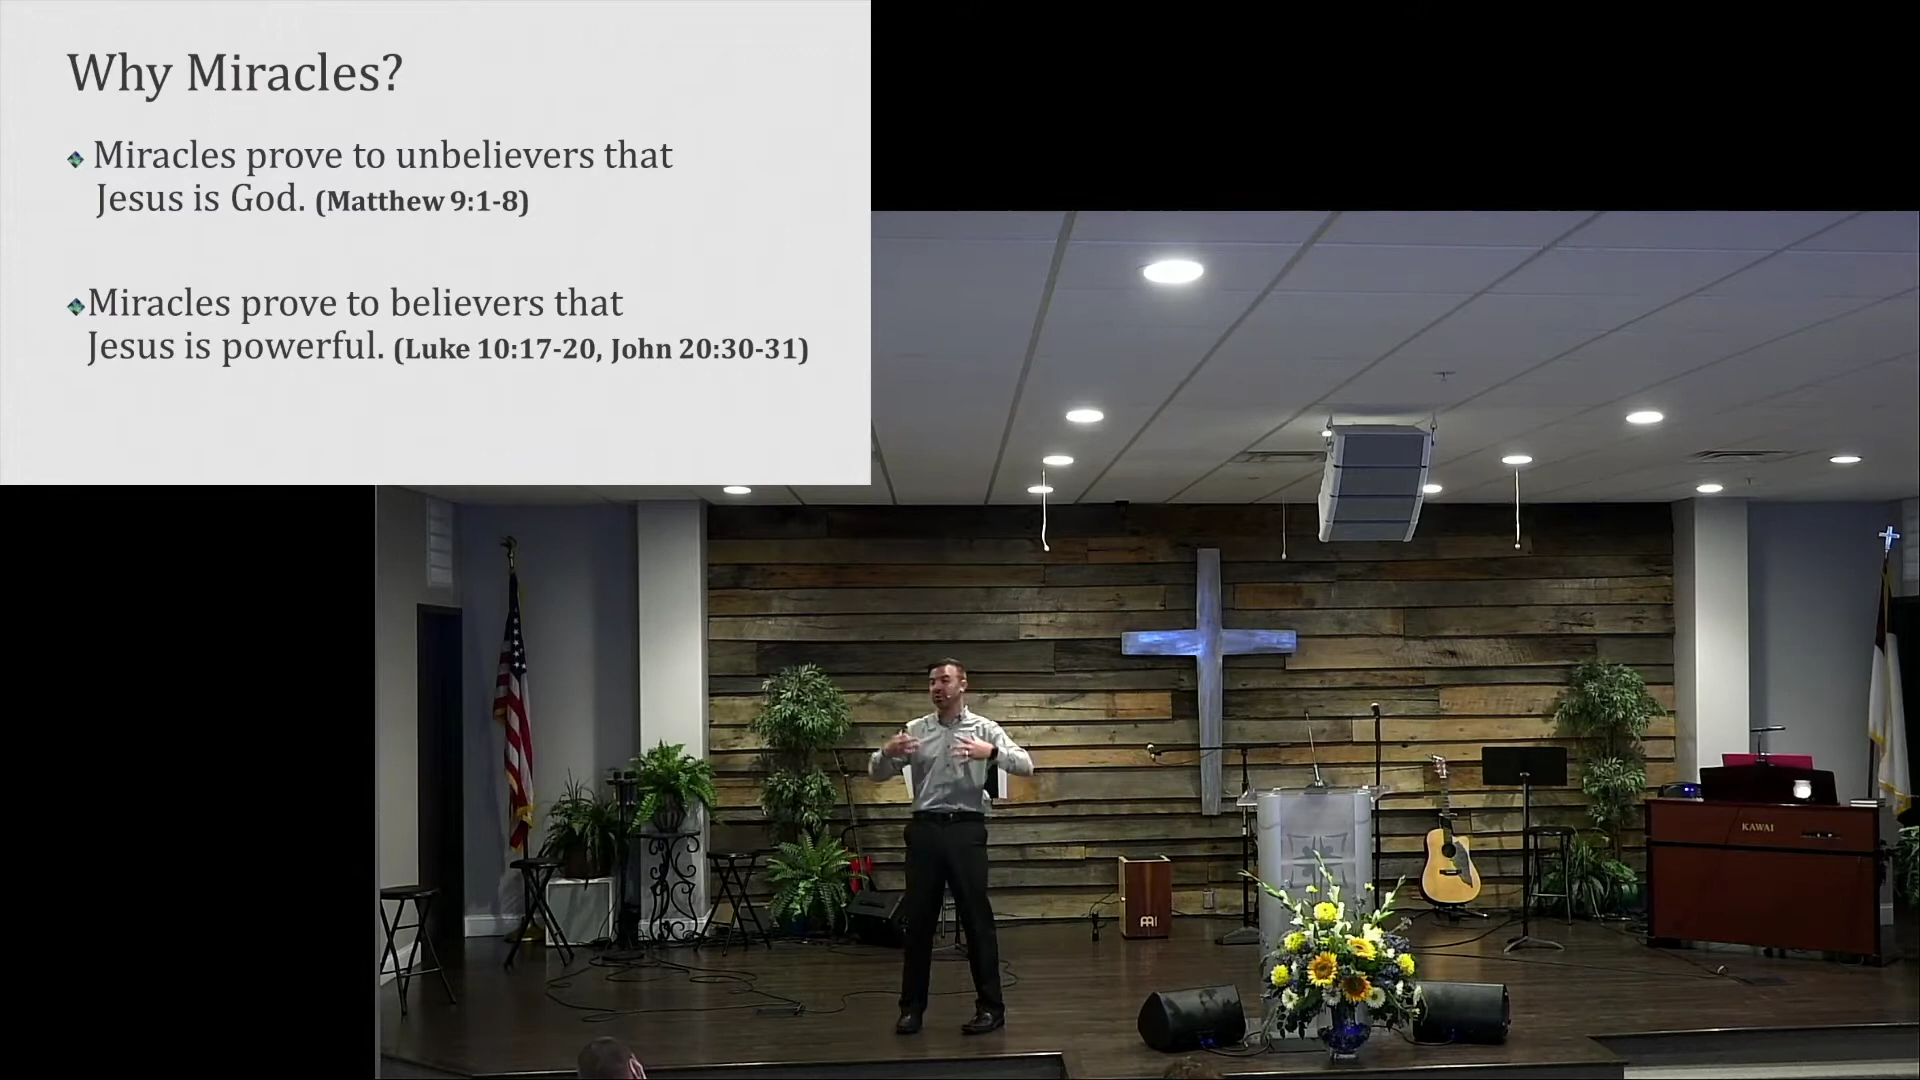 Why Miracles?
Miracles prove to unbelievers that
Jesus is God. (Matthew 9:1-8)
Miracles prove to believers that
Jesus is powerful. (Luke 10:17-20, John 20:30-31)
KAWAI